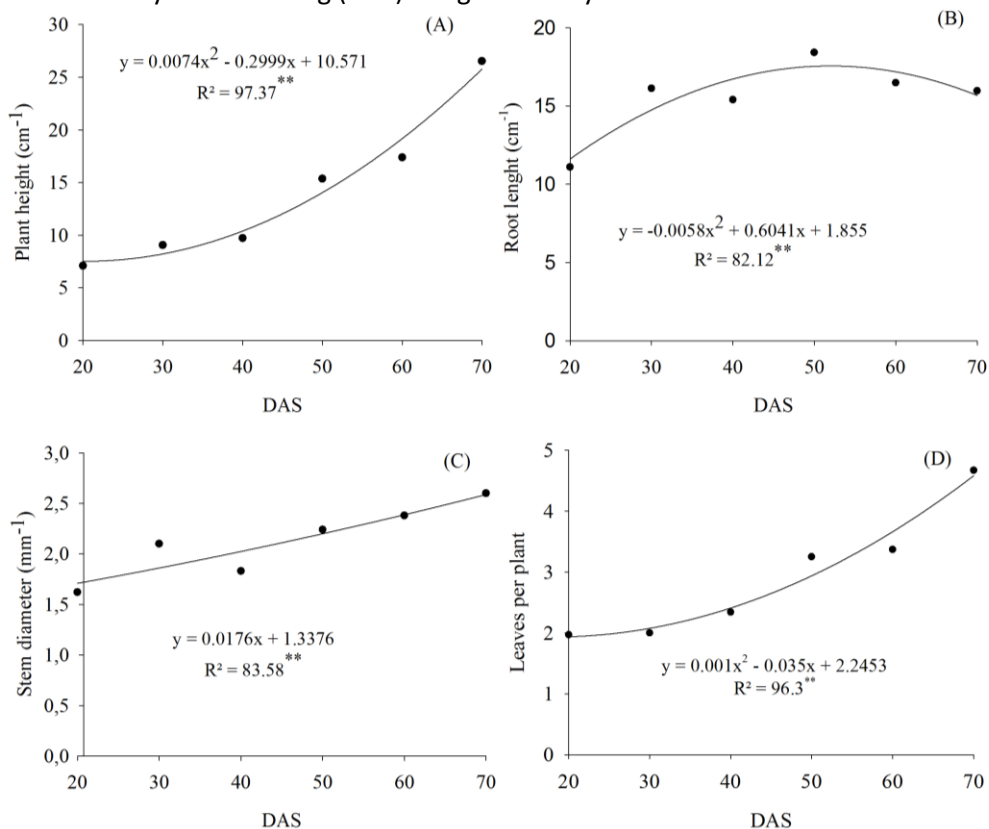 (A)
y = 0.0074x² - 0.2999x + 10.571
R² = 97.37**
Plant height (cm⁻¹)
30
25
20
15
10
5
0
20 30 40 50 60 70
DAS
(B)
y = -0.0058x² + 0.6041x + 1.855
R² = 82.12**
Root lenght (cm⁻¹)
20
15
10
5
0
20 30 40 50 60 70
DAS
(C)
y = 0.0176x + 1.3376
R² = 83.58**
Stem diameter (mm⁻¹)
3,0
2,5
2,0
1,5
1,0
0,5
0,0
20 30 40 50 60 70
DAS
(D)
y = 0.001x² - 0.035x + 2.2453
R² = 96.3**
Leaves per plant
5
4
3
2
1
0
20 30 40 50 60 70
DAS